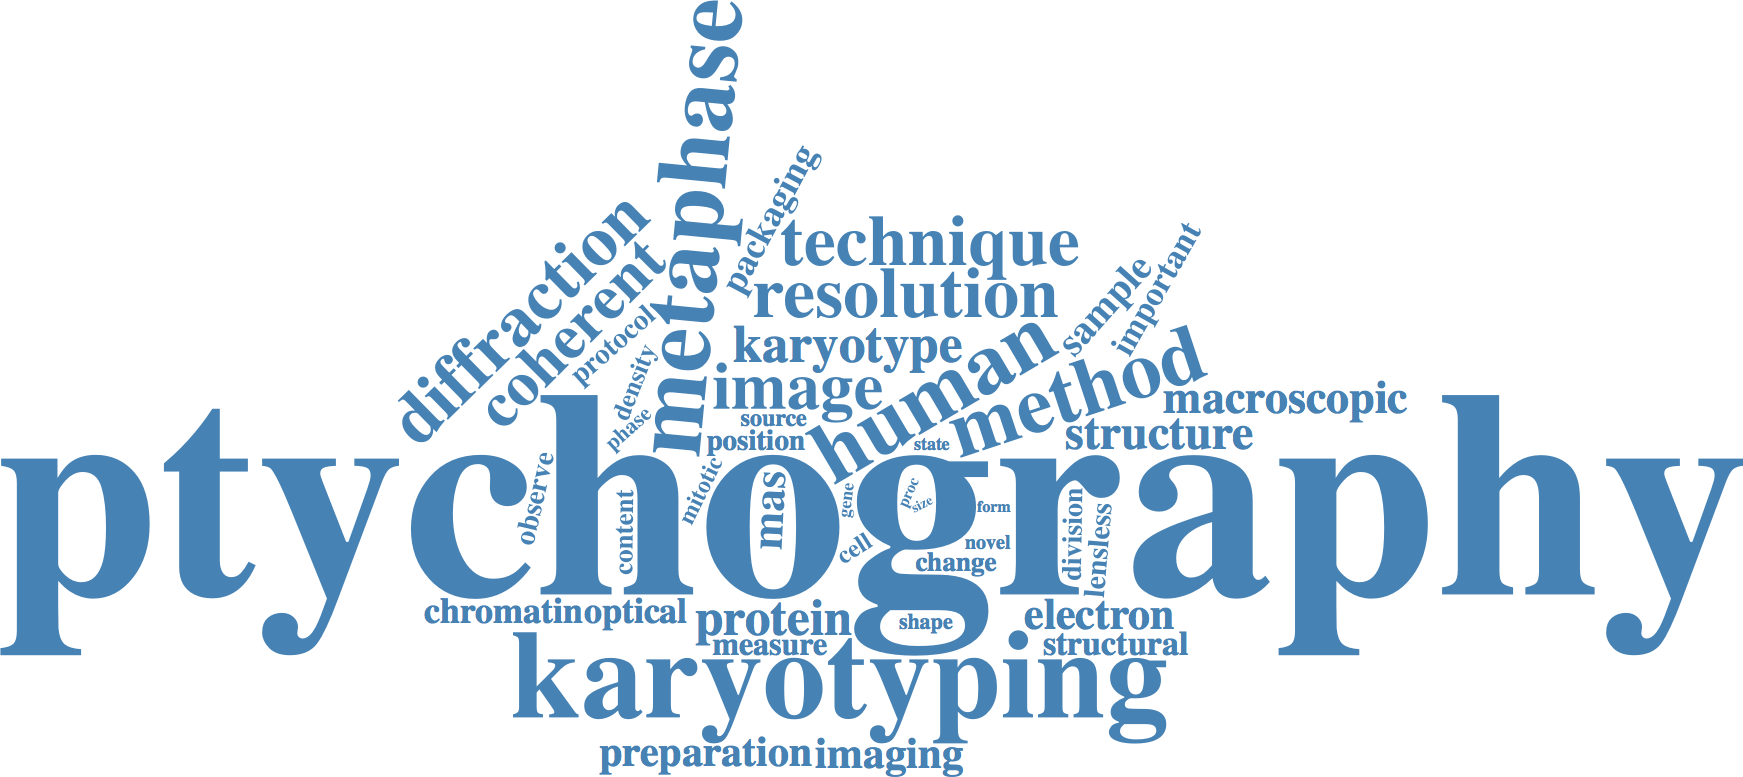 metaphase
packaging
diffraction
coherent
protocol
technique
resolution
sample
important
karyotype
density
image
human
method
macroscopic
phase
source
position
state
structure
ptychography
observe
content
mitotic
mas
gene
proc
size
form
cell
novel
change
division
lensless
chromatin
optical
protein
shape
electron
measure
structural
karyotyping
preparation
imaging